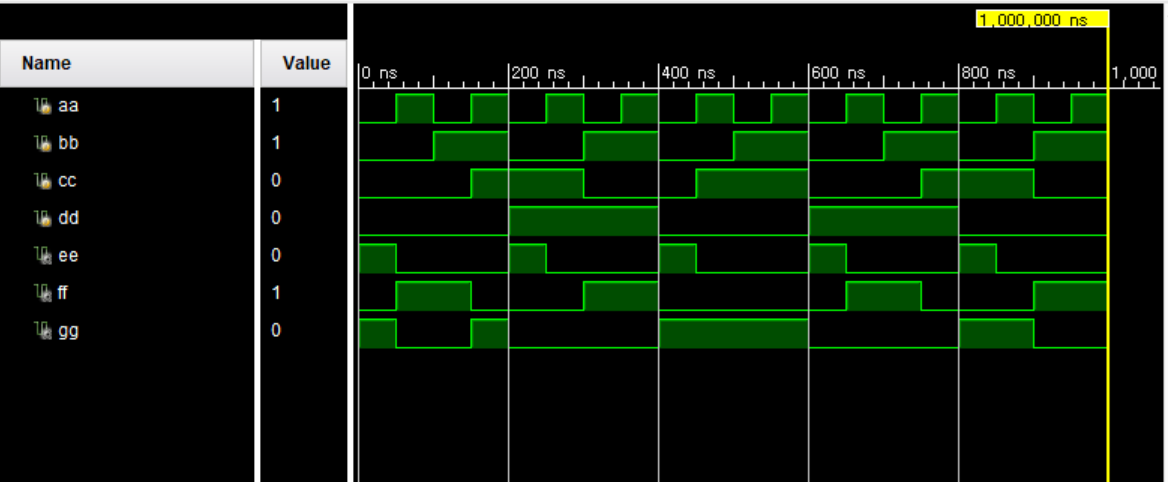 1,000,000 ns
Name Value
0 ns 200 ns 400 ns 600 ns 800 ns 1,000
aa 1
bb 1
cc 0
dd 0
ee 0
ff 1
gg 0